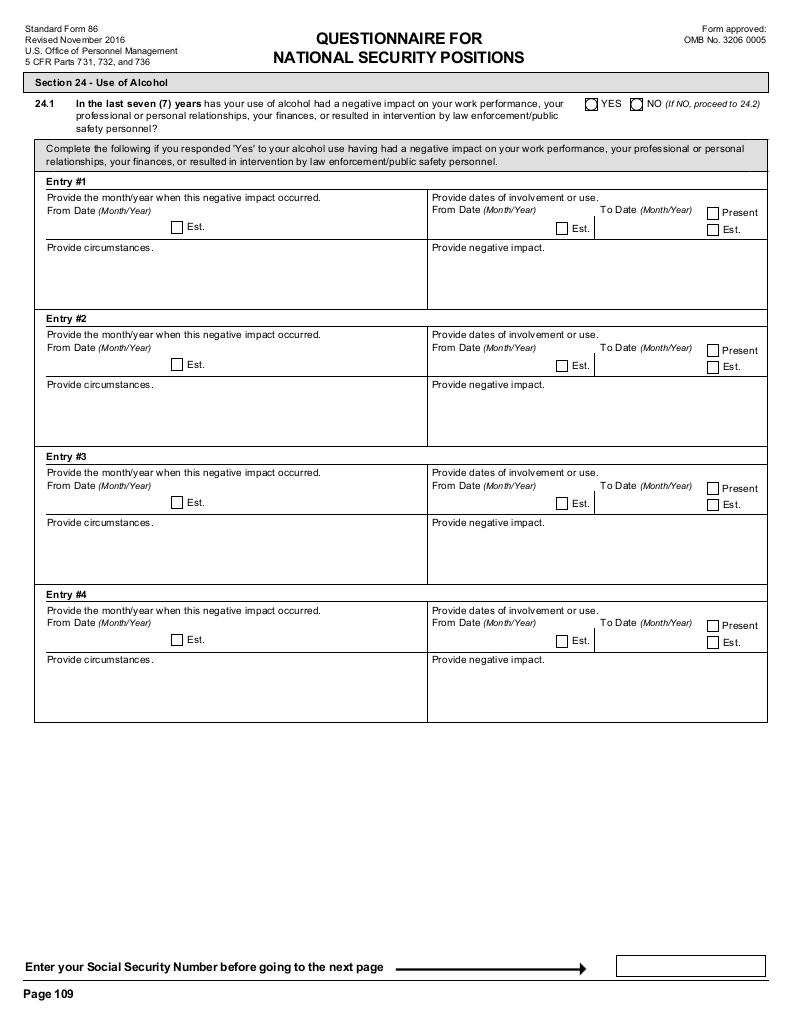 Standard Form 86
Revised November 2016
U.S. Office of Personnel Management
5 CFR Parts 731, 732, and 736
QUESTIONNAIRE FOR
NATIONAL SECURITY POSITIONS
Form approved:
OMB No. 3206 0005
Section 24 - Use of Alcohol
24.1 In the last seven (7) years has your use of alcohol had a negative impact on your work performance, your
professional or personal relationships, your finances, or resulted in intervention by law enforcement/public
safety personnel?
YES NO (If NO, proceed to 24.2)
Complete the following if you responded 'Yes' to your alcohol use having had a negative impact on your work performance, your professional or personal
relationships, your finances, or resulted in intervention by law enforcement/public safety personnel.
Entry #1
Provide the month/year when this negative impact occurred.
From Date (Month/Year)
Est.
Provide dates of involvement or use.
From Date (Month/Year) To Date (Month/Year) Present
Est. Est.
Provide circumstances.
Provide negative impact.
Entry #2
Provide the month/year when this negative impact occurred.
From Date (Month/Year)
Est.
Provide dates of involvement or use.
From Date (Month/Year) To Date (Month/Year) Present
Est. Est.
Provide circumstances.
Provide negative impact.
Entry #3
Provide the month/year when this negative impact occurred.
From Date (Month/Year)
Est.
Provide dates of involvement or use.
From Date (Month/Year) To Date (Month/Year) Present
Est. Est.
Provide circumstances.
Provide negative impact.
Entry #4
Provide the month/year when this negative impact occurred.
From Date (Month/Year)
Est.
Provide dates of involvement or use.
From Date (Month/Year) To Date (Month/Year) Present
Est. Est.
Provide circumstances.
Provide negative impact.
Enter your Social Security Number before going to the next page
Page 109